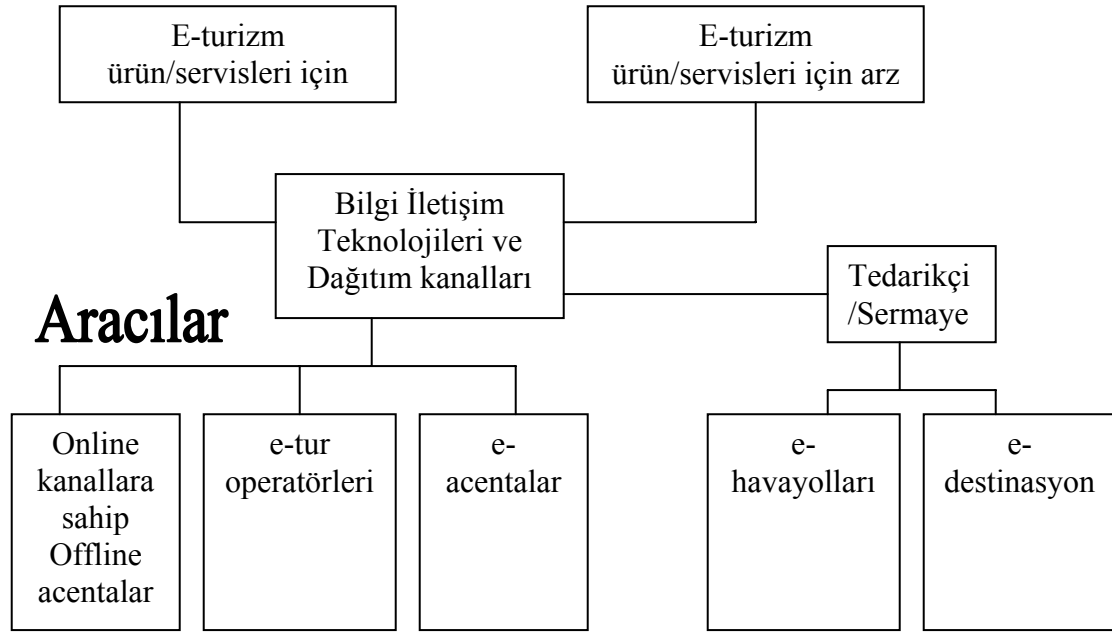 E-turizm
ürün/servisleri için
E-turizm
ürün/servisleri için arz
Bilgi İletişim
Teknolojileri ve
Dağıtım kanalları
Tedarikçi
/Sermaye
Aracılar
Online
kanallara
sahip
Offline
acentalar
e-tur
operatörleri
e-
acentalar
e-
havayolları
e-
destinasyon